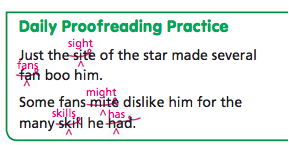 Daily Proofreading Practice
sight
Just the site of the star made several
fans
fan boo him.
might
Some fans mite dislike him for the
skills has
many skill he had.